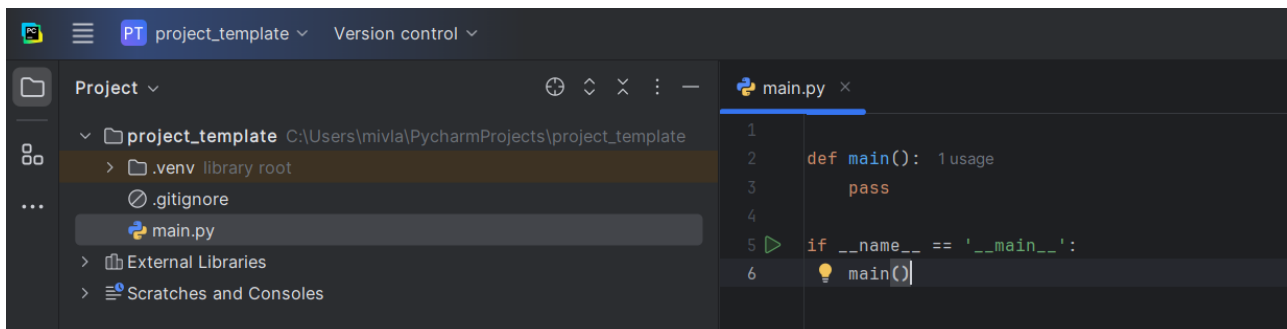 PC
PT project_template Version control
Project
project_template C:\Users\mivla\PycharmProjects\project_template
.venv library root
.gitignore
main.py
External Libraries
Scratches and Consoles
main.py
1
2 def main(): 1 usage
3 pass
4
5 if __name__ == '__main__':
6 main()